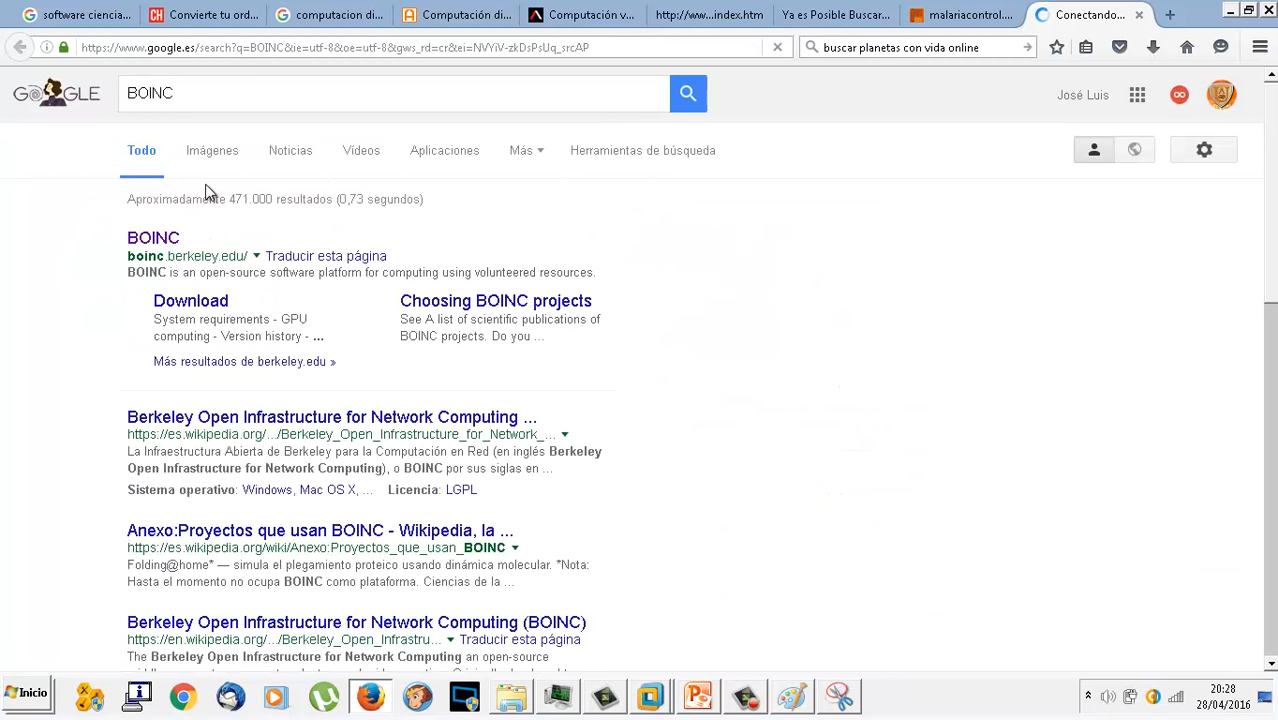 software ciencia...
Convierte tu ord...
computacion di...
Computación di...
Computación v...
http://www...index.htm
Ya es Posible Buscar...
malariacontrol....
Conectando...
https://www.google.es/search?q=BOINC&ie=utf-8&oe=utf-8&gws_rd=cr&ei=NVYiV-zkDsPsUq_srcAP
buscar planetas con vida online
GOOGLE
BOINC
José Luis
Todo
Imágenes
Noticias
Vídeos
Aplicaciones
Más
Herramientas de búsqueda
Aproximadamente 471.000 resultados (0,73 segundos)
BOINC
boinc.berkeley.edu/ Traducir esta página
BOINC is an open-source software platform for computing using volunteered resources.
Download
System requirements - GPU
computing - Version history - ...
Choosing BOINC projects
See A list of scientific publications of
BOINC projects. Do you ...
Más resultados de berkeley.edu »
Berkeley Open Infrastructure for Network Computing ...
https://es.wikipedia.org/.../Berkeley_Open_Infrastructure_for_Network_...
La Infraestructura Abierta de Berkeley para la Computación en Red (en inglés Berkeley
Open Infrastructure for Network Computing), o BOINC por sus siglas en ...
Sistema operativo: Windows, Mac OS X, ... Licencia: LGPL
Anexo:Proyectos que usan BOINC - Wikipedia, la ...
https://es.wikipedia.org/wiki/Anexo:Proyectos_que_usan_BOINC
Folding@home* — simula el plegamiento proteico usando dinámica molecular. *Nota:
Hasta el momento no ocupa BOINC como plataforma. Ciencias de la ...
Berkeley Open Infrastructure for Network Computing (BOINC)
https://en.wikipedia.org/.../Berkeley_Open_Infrastru... Traducir esta página
The Berkeley Open Infrastructure for Network Computing an open-source
Inicio
20:28
28/04/2016